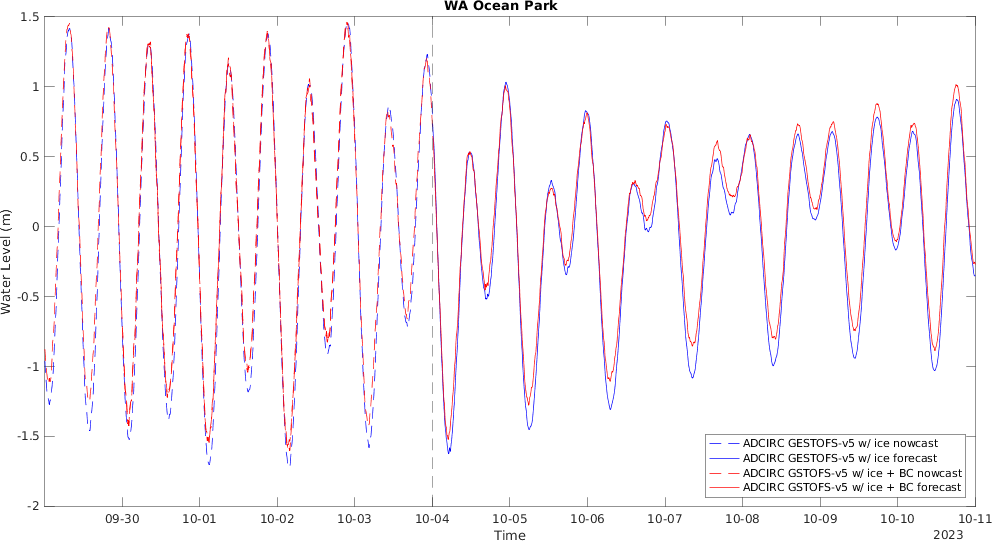 WA Ocean Park
1.5
1
0.5
0
-0.5
-1
-1.5
-2
Water Level (m)
09-30 10-01 10-02 10-03 10-04 10-05 10-06 10-07 10-08 10-09 10-10 10-11
Time
2023
ADCIRC GESTOFS-v5 w/ ice nowcast
ADCIRC GESTOFS-v5 w/ ice forecast
ADCIRC GSTOFS-v5 w/ ice + BC nowcast
ADCIRC GSTOFS-v5 w/ ice + BC forecast